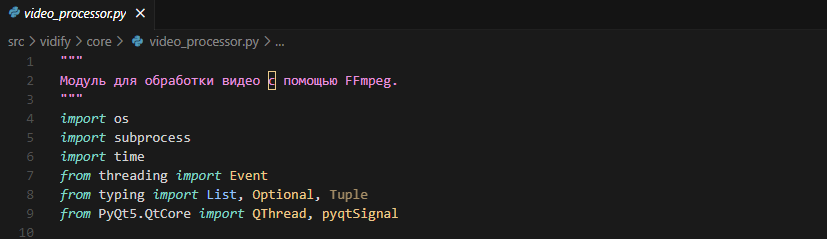 video_processor.py ×
src > vidify > core > video_processor.py > ...
1 """
2 Модуль для обработки видео с помощью FFmpeg.
3 """
4 import os
5 import subprocess
6 import time
7 from threading import Event
8 from typing import List, Optional, Tuple
9 from PyQt5.QtCore import QThread, pyqtSignal
10